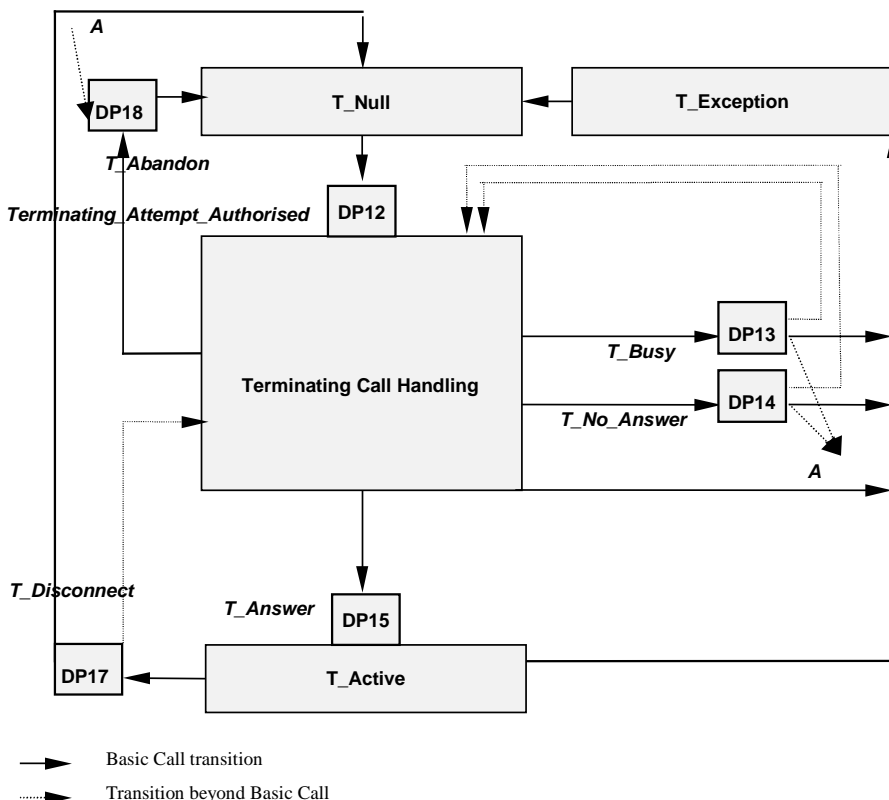 A
T_Null
T_Exception
DP18
T_Abandon
Terminating_Attempt_Authorised
DP12
DP13
T_Busy
Terminating Call Handling
DP14
T_No_Answer
A
T_Disconnect
T_Answer
DP15
DP17
T_Active
Basic Call transition
Transition beyond Basic Call